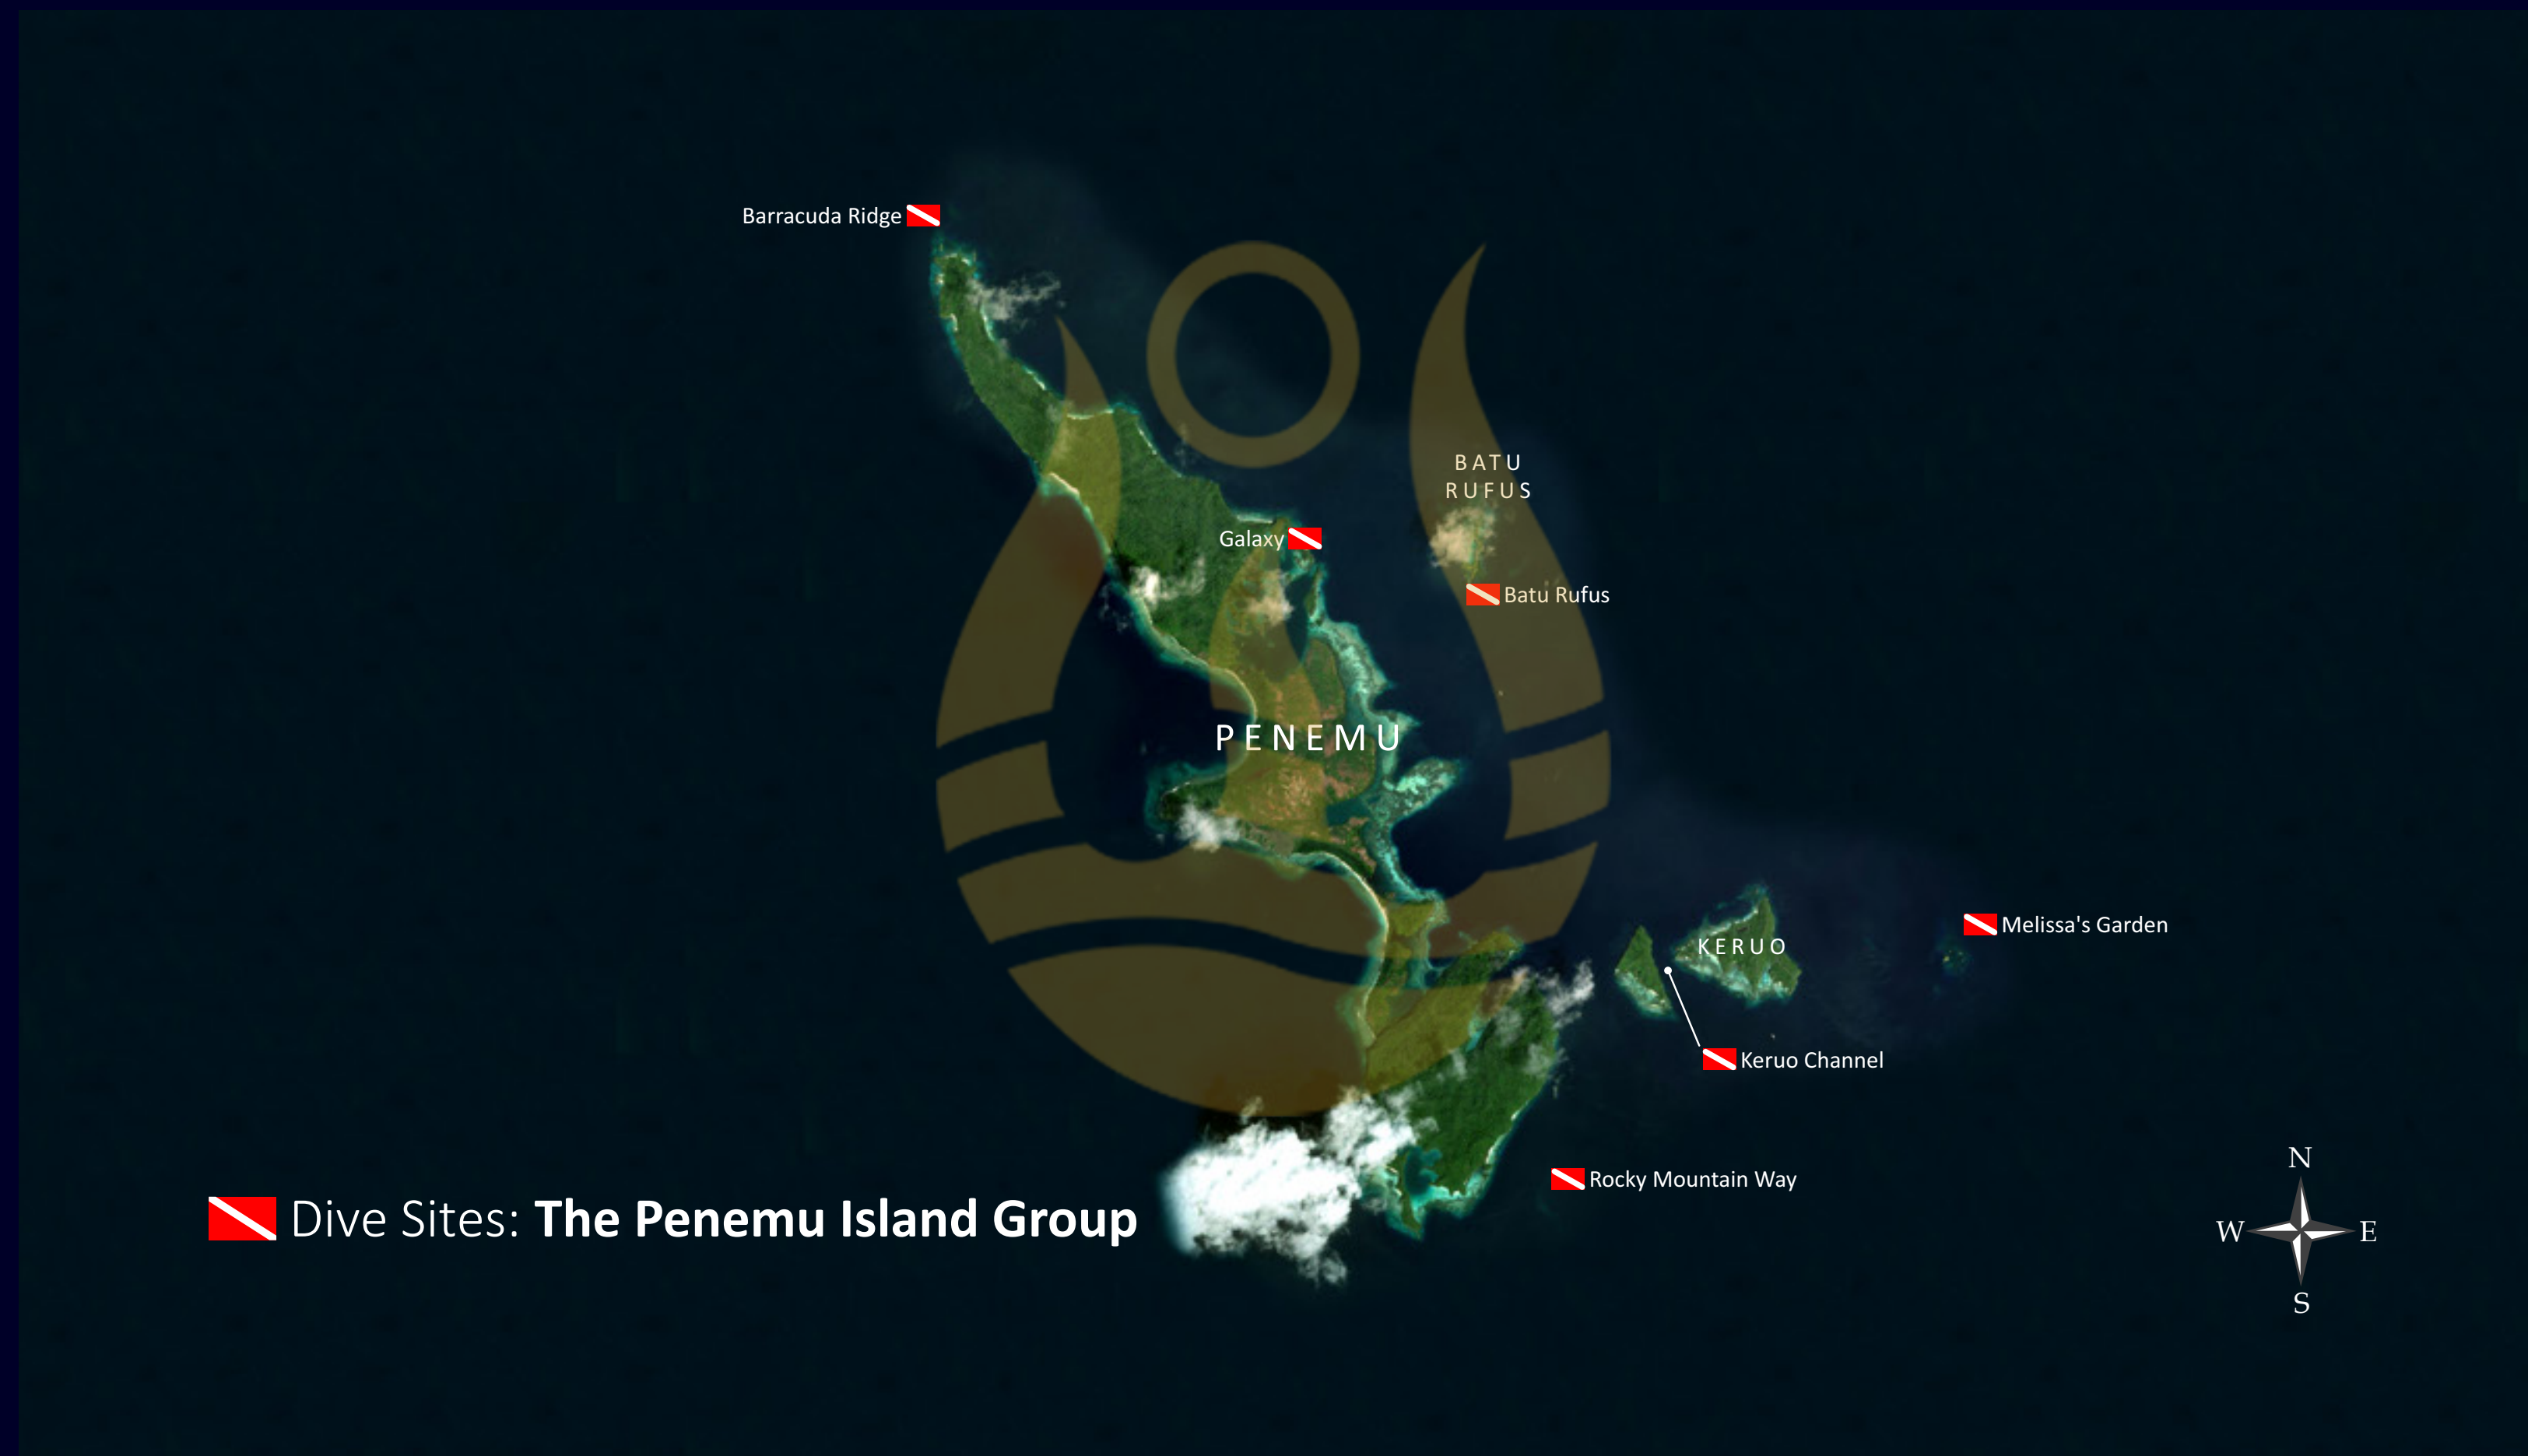 Barracuda Ridge
BATU
RUFUS
Galaxy
Batu Rufus
PENEMU
Melissa's Garden
KERUO
Keruo Channel
Rocky Mountain Way
Dive Sites: The Penemu Island Group
N
W E
S